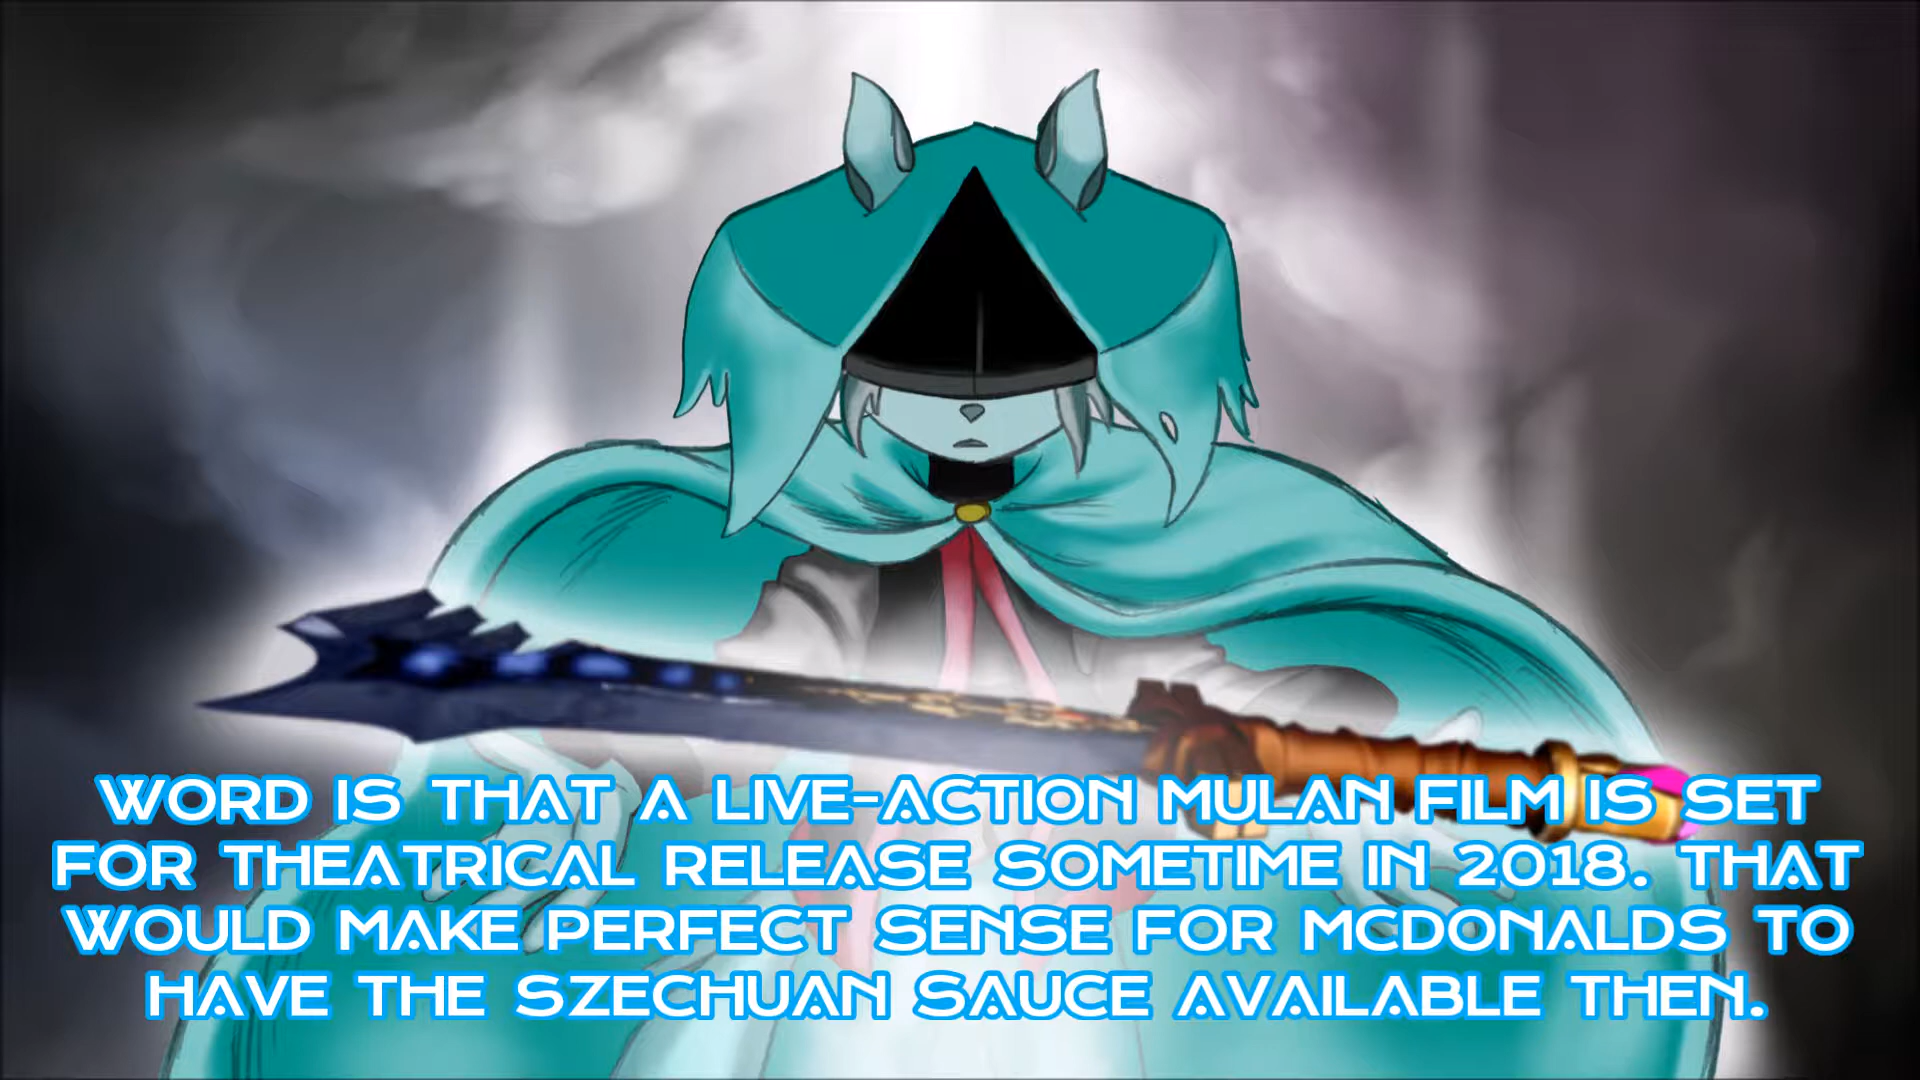 WORD IS THAT A LIVE-ACTION MULAN FILM IS SET
FOR THEATRICAL RELEASE SOMETIME IN 2018. THAT
WOULD MAKE PERFECT SENSE FOR MCDONALDS TO
HAVE THE SZECHUAN SAUCE AVAILABLE THEN.